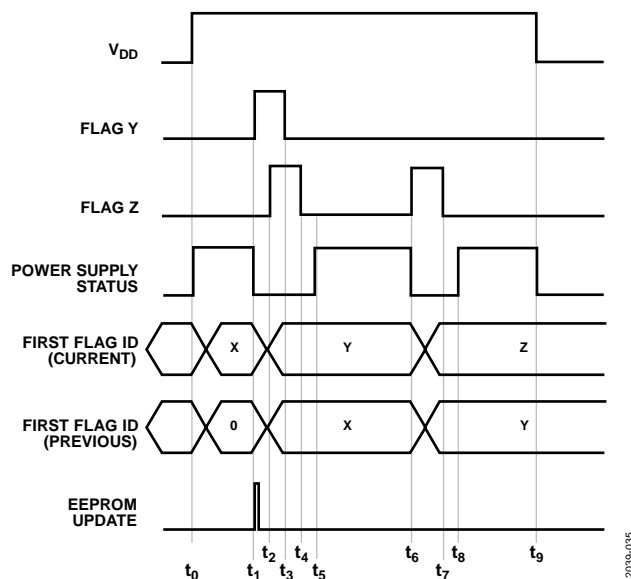 VDD
FLAG Y
FLAG Z
POWER SUPPLY
STATUS
FIRST FLAG ID
(CURRENT)
X
Y
Z
FIRST FLAG ID
(PREVIOUS)
0
X
Y
EEPROM
UPDATE
t0
t1
t2
t3
t4
t5
t6
t7
t8
t9
2039-035